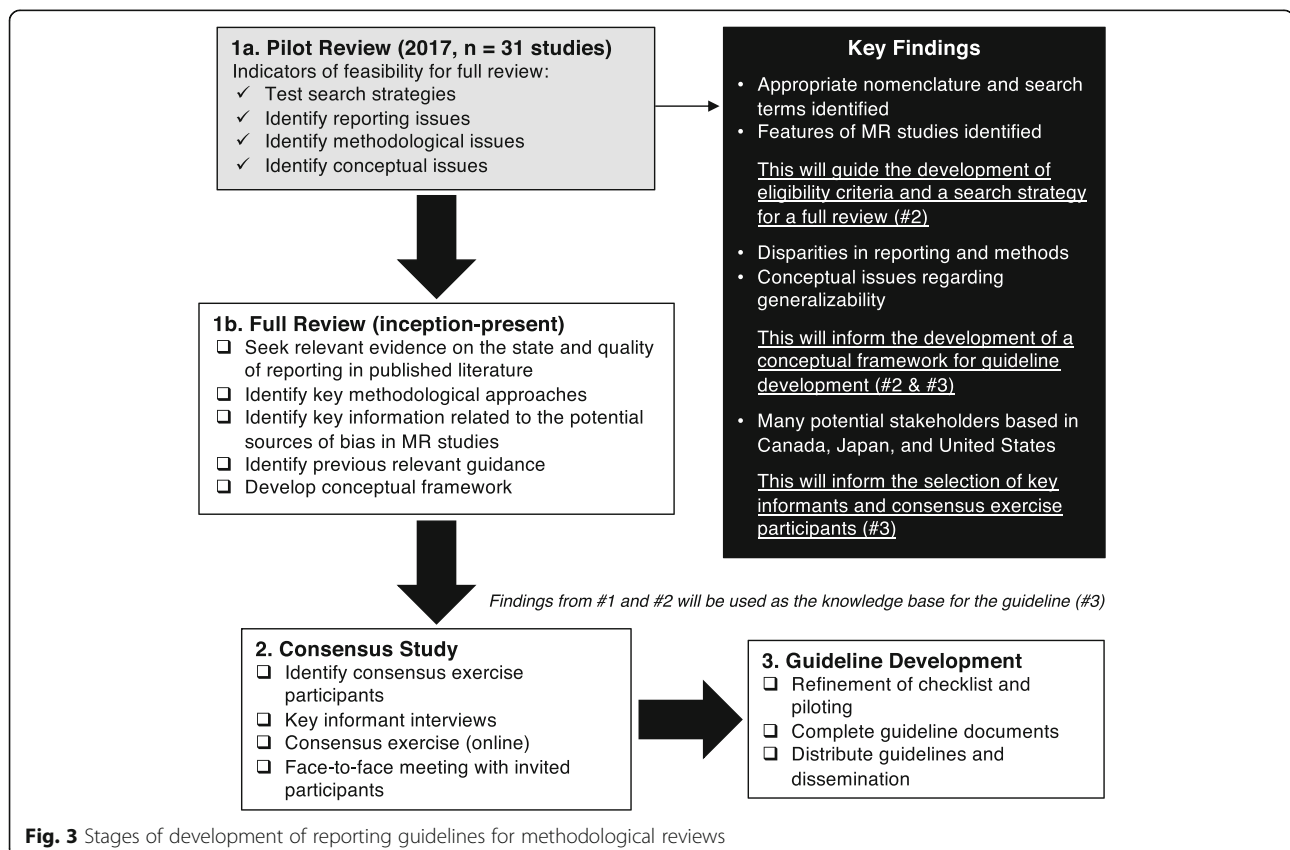 1a. Pilot Review (2017, n = 31 studies)
Indicators of feasibility for full review:
✓ Test search strategies
✓ Identify reporting issues
✓ Identify methodological issues
✓ Identify conceptual issues
Key Findings
• Appropriate nomenclature and search
terms identified
• Features of MR studies identified
This will guide the development of
eligibility criteria and a search strategy
for a full review (#2)
• Disparities in reporting and methods
• Conceptual issues regarding
generalizability
This will inform the development of a
conceptual framework for guideline
development (#2 & #3)
• Many potential stakeholders based in
Canada, Japan, and United States
This will inform the selection of key
informants and consensus exercise
participants (#3)
1b. Full Review (inception-present)
❑ Seek relevant evidence on the state and quality
of reporting in published literature
❑ Identify key methodological approaches
❑ Identify key information related to the potential
sources of bias in MR studies
❑ Identify previous relevant guidance
❑ Develop conceptual framework
Findings from #1 and #2 will be used as the knowledge base for the guideline (#3)
2. Consensus Study
❑ Identify consensus exercise
participants
❑ Key informant interviews
❑ Consensus exercise (online)
❑ Face-to-face meeting with invited
participants
3. Guideline Development
❑ Refinement of checklist and
piloting
❑ Complete guideline documents
❑ Distribute guidelines and
dissemination
Fig. 3 Stages of development of reporting guidelines for methodological reviews